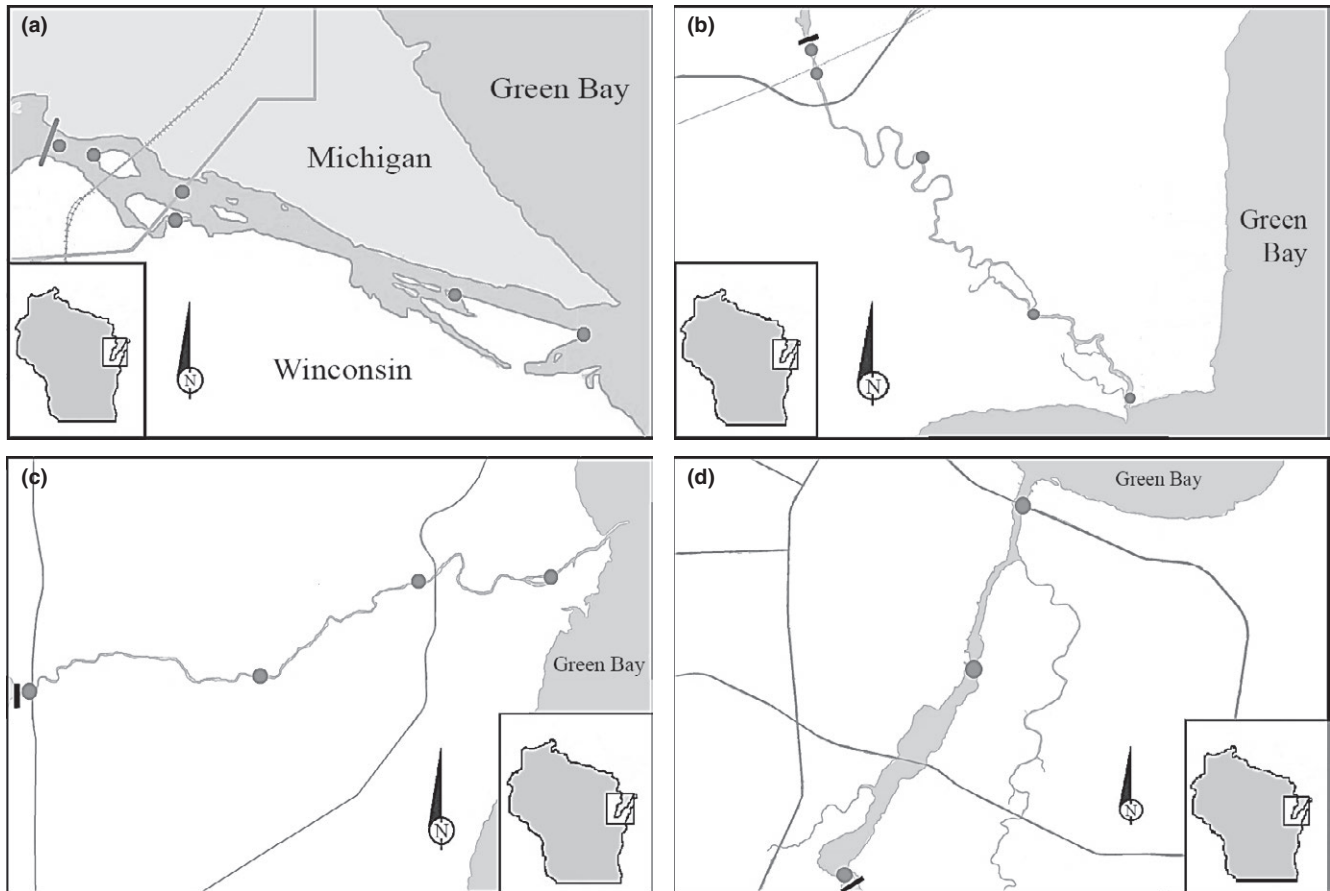 (a)
Green Bay
Michigan
Winconsin
N
(b)
Green
Bay
N
(c)
Green Bay
N
(d)
Green Bay
N